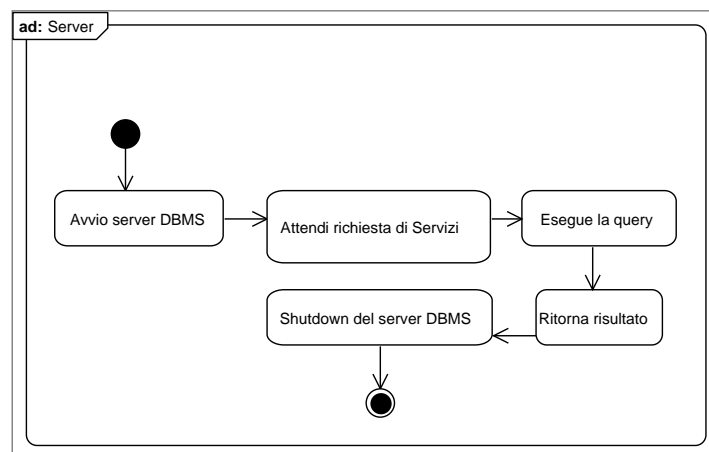 ad: Server
Avvio server DBMS
Attendi richiesta di Servizi
Esegue la query
Shutdown del server DBMS
Ritorna risultato